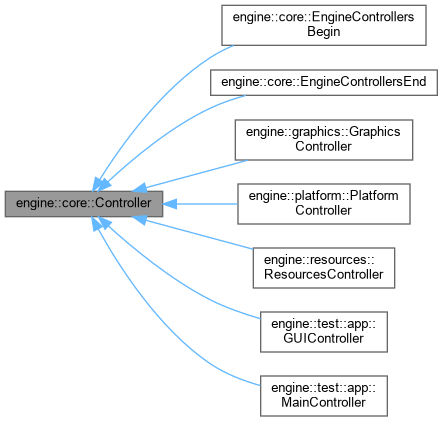 engine::core::EngineControllers
Begin
engine::core::EngineControllersEnd
engine::graphics::Graphics
Controller
engine::core::Controller
engine::platform::Platform
Controller
engine::resources::
ResourcesController
engine::test::app::
GUIController
engine::test::app::
MainController